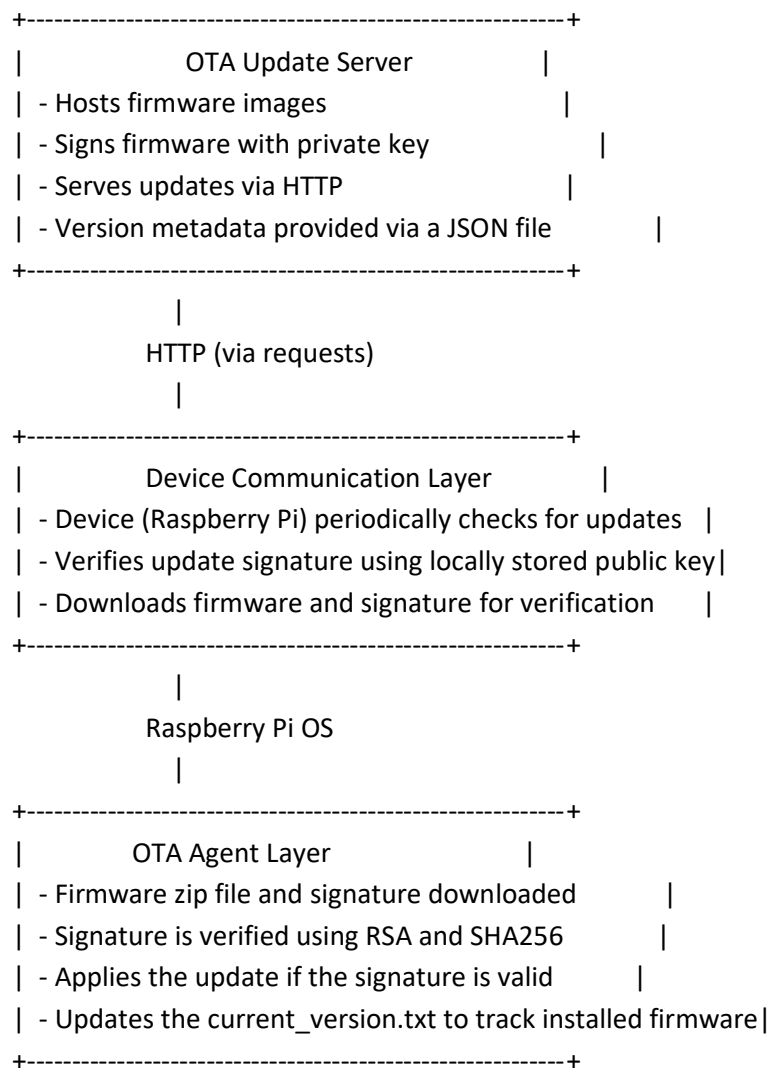 +------------------------------------------------------------+
| OTA Update Server |
| - Hosts firmware images |
| - Signs firmware with private key |
| - Serves updates via HTTP |
| - Version metadata provided via a JSON file |
+------------------------------------------------------------+
|
HTTP (via requests)
|
+------------------------------------------------------------+
| Device Communication Layer |
| - Device (Raspberry Pi) periodically checks for updates |
| - Verifies update signature using locally stored public key|
| - Downloads firmware and signature for verification |
+------------------------------------------------------------+
|
Raspberry Pi OS
|
+------------------------------------------------------------+
| OTA Agent Layer |
| - Firmware zip file and signature downloaded |
| - Signature is verified using RSA and SHA256 |
| - Applies the update if the signature is valid |
| - Updates the current_version.txt to track installed firmware|
+------------------------------------------------------------+